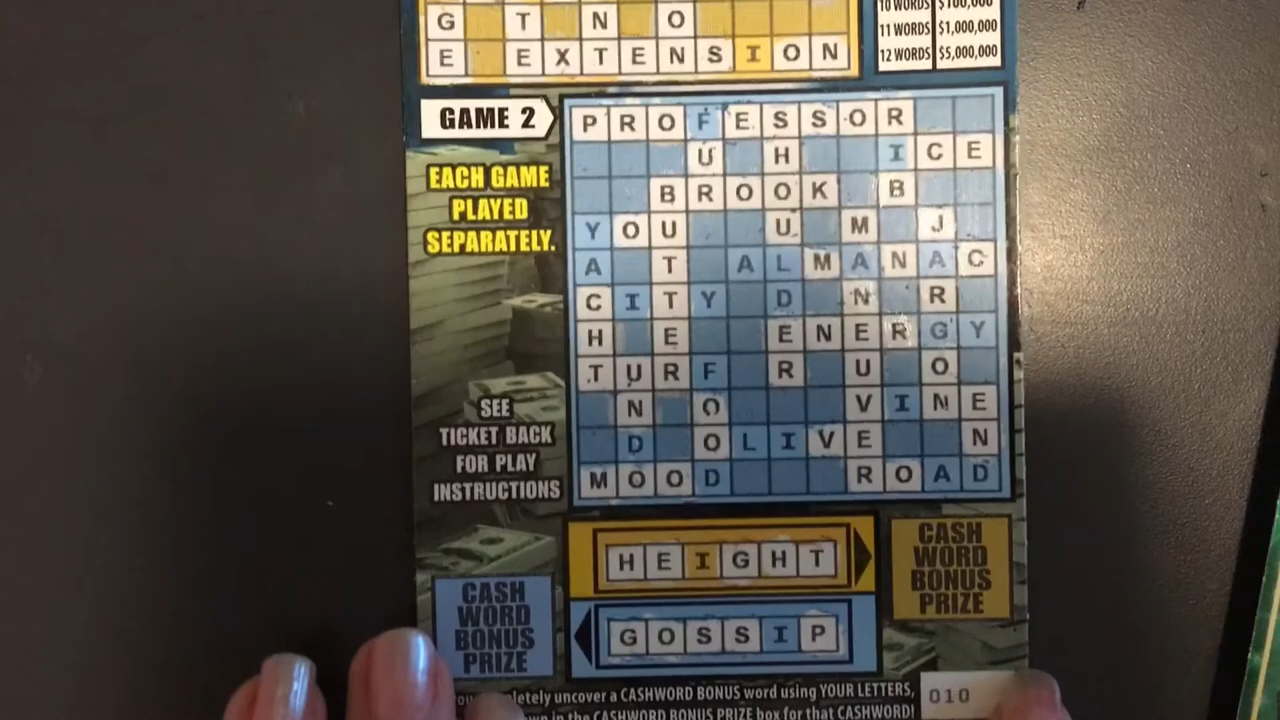 G T N O
E EXTENSION
10 WORDS $100,000
11 WORDS $1,000,000
12 WORDS $5,000,000
GAME 2
EACH GAME
PLAYED
SEPARATELY.
SEE
TICKET BACK
FOR PLAY
INSTRUCTIONS
PROFESSOR
U H ICE
BROOK B
YOU U M J
A T ALMANAC
CITY D N R
H E ENERGY
TURF R U O
N O VINE
D OLIVE N
MOOD ROAD
HEIGHT
CASH
WORD
BONUS
PRIZE
CASH
WORD
BONUS
PRIZE
GOSSIP
uncover a CASHWORD BONUS word using YOUR LETTERS,
in the CASHWORD BONUS PRIZE box for that CASHWORD!
010